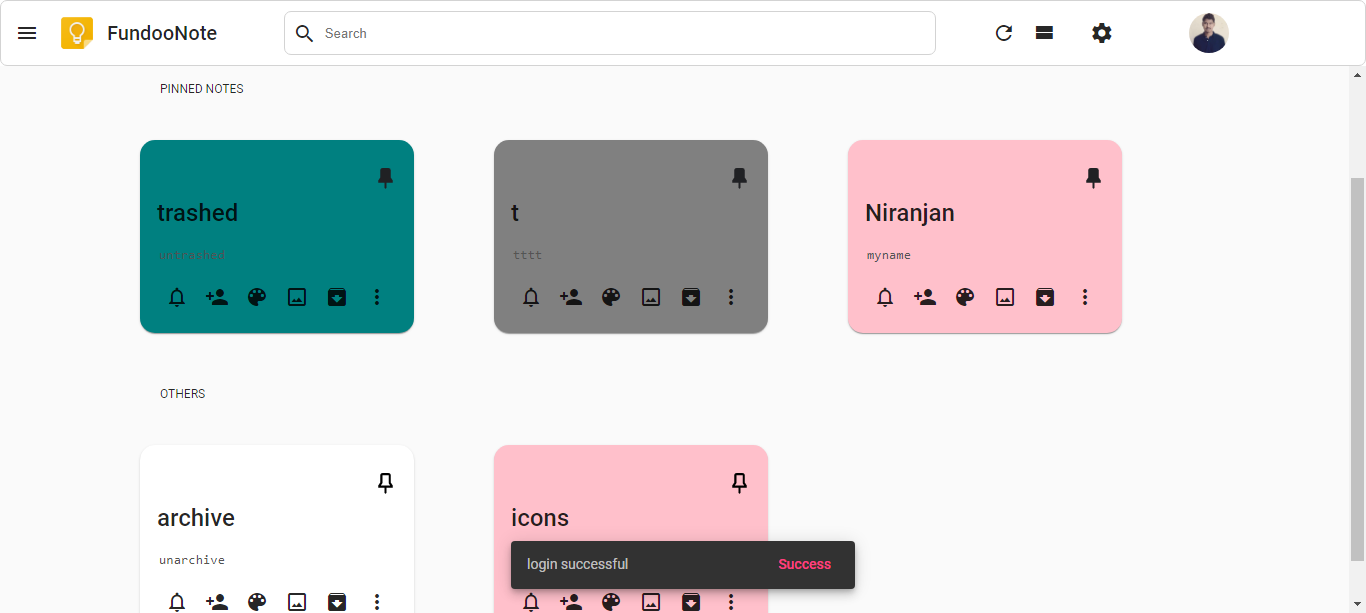 FundooNote
Search
PINNED NOTES
trashed
untrashed
t
tttt
Niranjan
myname
OTHERS
archive
unarchive
icons
login successful
Success